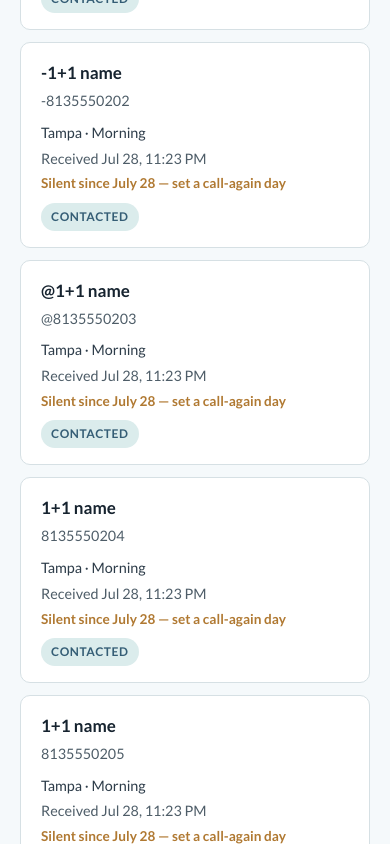 CONTACTED
-1+1 name
-8135550202
Tampa · Morning
Received Jul 28, 11:23 PM
Silent since July 28 — set a call-again day
CONTACTED
@1+1 name
@8135550203
Tampa · Morning
Received Jul 28, 11:23 PM
Silent since July 28 — set a call-again day
CONTACTED
1+1 name
8135550204
Tampa · Morning
Received Jul 28, 11:23 PM
Silent since July 28 — set a call-again day
CONTACTED
1+1 name
8135550205
Tampa · Morning
Received Jul 28, 11:23 PM
Silent since July 28 — set a call-again day